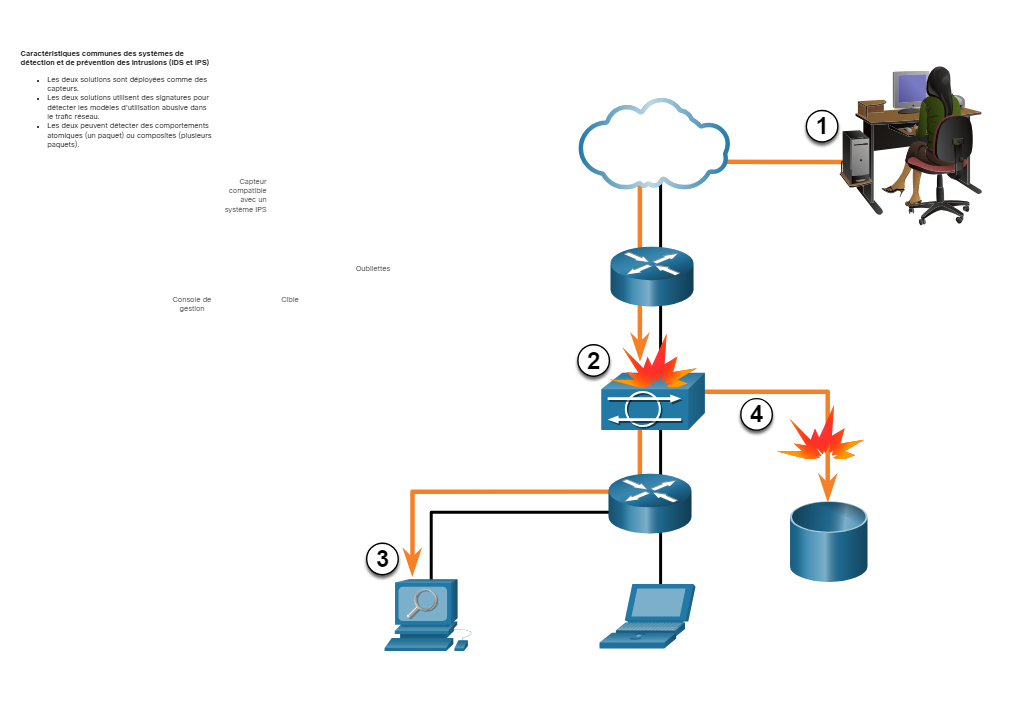 Caractéristiques communes des systèmes de
détection et de prévention des intrusions (IDS et IPS)
• Les deux solutions sont déployées comme des
capteurs.
• Les deux solutions utilisent des signatures pour
détecter les modèles d'utilisation abusive dans
le trafic réseau.
• Les deux peuvent détecter des comportements
atomiques (un paquet) ou composites (plusieurs
paquets).
1
Capteur
compatible
avec un
système IPS
Oubliettes
Console de
gestion
Cible
2
4
3